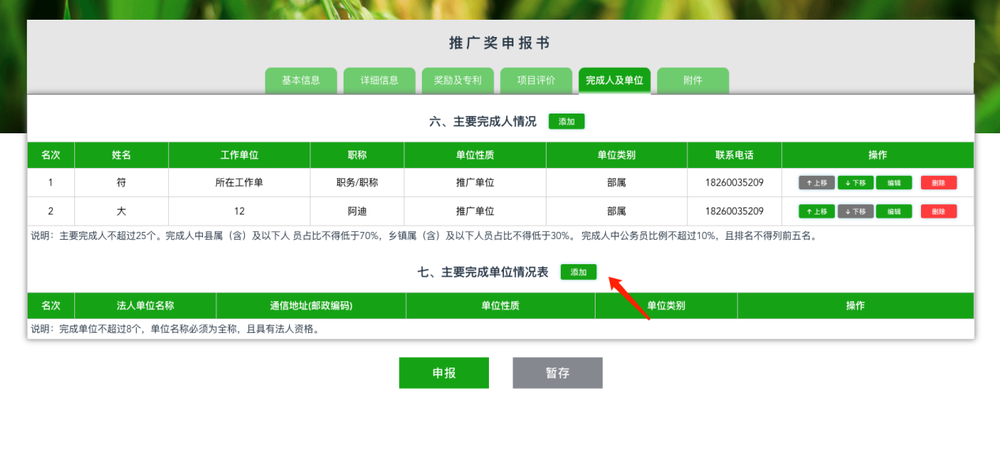 推广奖申报书
基本信息 详细信息 奖励及专利 项目评价 完成人及单位 附件
六、主要完成人情况 添加
名次 姓名 工作单位 职称 单位性质 单位类别 联系电话 操作
1 符 所在工作单 职务/职称 推广单位 部属 18260035209 ↑上移 ↓下移 编辑 删除
2 大 12 阿迪 推广单位 部属 18260035209 ↑上移 ↓下移 编辑 删除
说明：主要完成人不超过25个。完成人中县属（含）及以下人 员占比不得低于70%，乡镇属（含）及以下人员占比不得低于30%。 完成人中公务员比例不超过10%，且排名不得列前五名。
七、主要完成单位情况表 添加
名次 法人单位名称 通信地址(邮政编码) 单位性质 单位类别 操作
说明：完成单位不超过8个，单位名称必须为全称，且具有法人资格。
申报 暂存